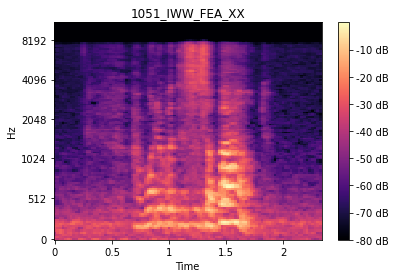 1051_IWW_FEA_XX
8192
4096
2048
1024
512
0
Hz
0
0.5
1
1.5
2
Time
-10 dB
-20 dB
-30 dB
-40 dB
-50 dB
-60 dB
-70 dB
-80 dB